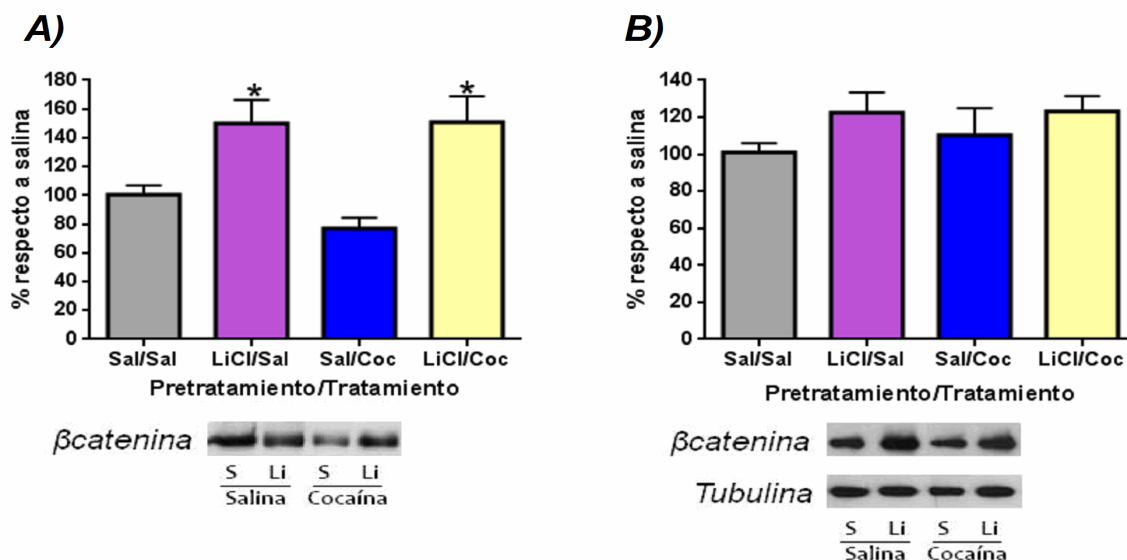 A)
% respecto a salina
180
160
140
120
100
80
60
40
20
0
*
*
Sal/Sal LiCl/Sal Sal/Coc LiCl/Coc
Pretratamiento/Tratamiento
βcatenina
S Li S Li
Salina Cocaína
B)
% respecto a salina
140
120
100
80
60
40
20
0
Sal/Sal LiCl/Sal Sal/Coc LiCl/Coc
Pretratamiento/Tratamiento
βcatenina
Tubulina
S Li S Li
Salina Cocaína